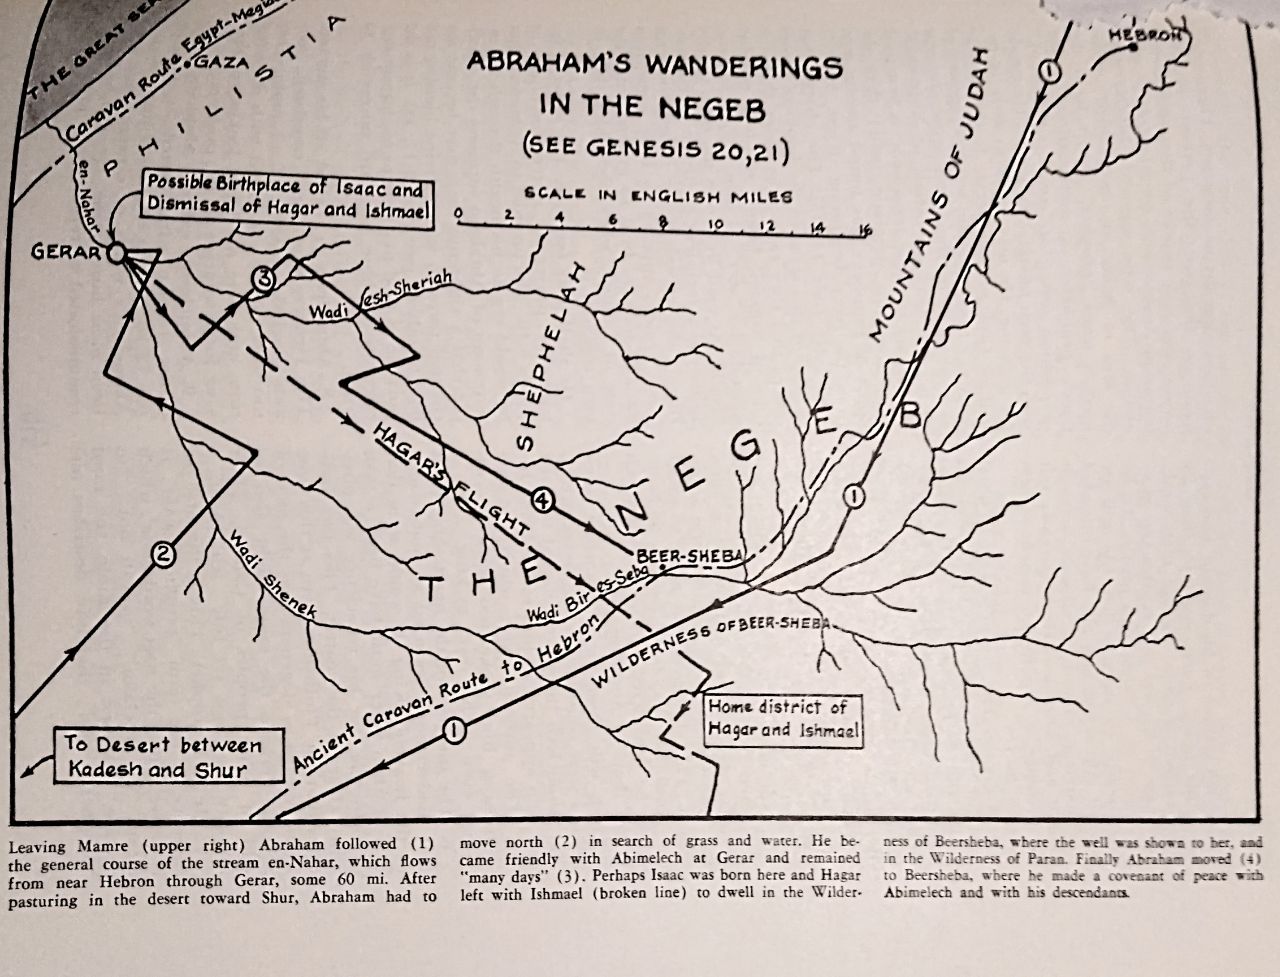 THE GREAT SEA
Caravan Route Egypt-Megid
GAZA
PHILISTIA
en-Nahar
ABRAHAM'S WANDERINGS
IN THE NEGEB
(SEE GENESIS 20,21)
SCALE IN ENGLISH MILES
0 2 4 6 8 10 12 14 16
HEBRON
1
MOUNTAINS OF JUDAH
Possible Birthplace of Isaac and
Dismissal of Hagar and Ishmael
GERAR
3
Wadi esh-Sheriah
SHEPHELAH
HAGAR'S FLIGHT
4
THE NEGEB
1
2
BEER-SHEBA
Wadi Bir es-Seba
Wadi Shenek
WILDERNESS OF BEER-SHEBA
Ancient Caravan Route to Hebron
1
Home district of
Hagar and Ishmael
To Desert between
Kadesh and Shur
Leaving Mamre (upper right) Abraham followed (1)
the general course of the stream en-Nahar, which flows
from near Hebron through Gerar, some 60 mi. After
pasturing in the desert toward Shur, Abraham had to
move north (2) in search of grass and water. He be-
came friendly with Abimelech at Gerar and remained
"many days" (3). Perhaps Isaac was born here and Hagar
left with Ishmael (broken line) to dwell in the Wilder-
ness of Beersheba, where the well was shown to her, and
in the Wilderness of Paran. Finally Abraham moved (4)
to Beersheba, where he made a covenant of peace with
Abimelech and with his descendants.